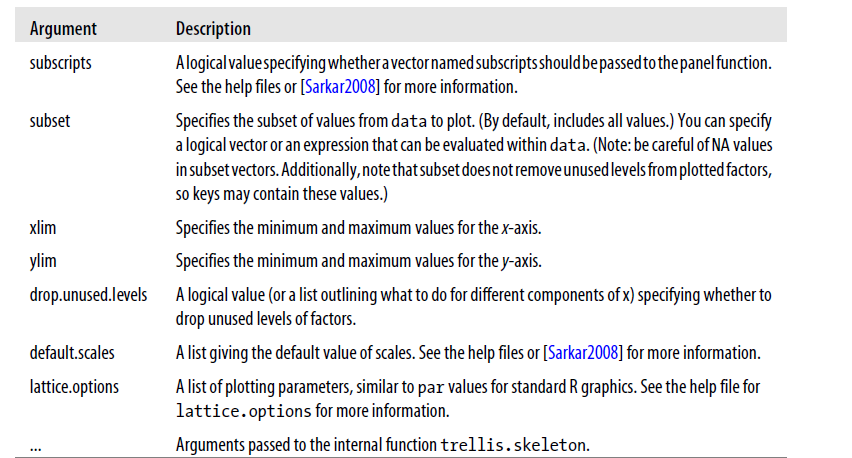 Argument Description
subscripts A logical value specifying whether a vector named subscripts should be passed to the panel function.
See the help files or [Sarkar2008] for more information.
subset Specifies the subset of values from data to plot. (By default, includes all values.) You can specify
a logical vector or an expression that can be evaluated within data. (Note: be careful of NA values
in subset vectors. Additionally, note that subset does not remove unused levels from plotted factors,
so keys may contain these values.)
xlim Specifies the minimum and maximum values for the x-axis.
ylim Specifies the minimum and maximum values for the y-axis.
drop.unused.levels A logical value (or a list outlining what to do for different components of x) specifying whether to
drop unused levels of factors.
default.scales A list giving the default value of scales. See the help files or [Sarkar2008] for more information.
lattice.options A list of plotting parameters, similar to par values for standard R graphics. See the help file for
lattice.options for more information.
... Arguments passed to the internal function trellis.skeleton.